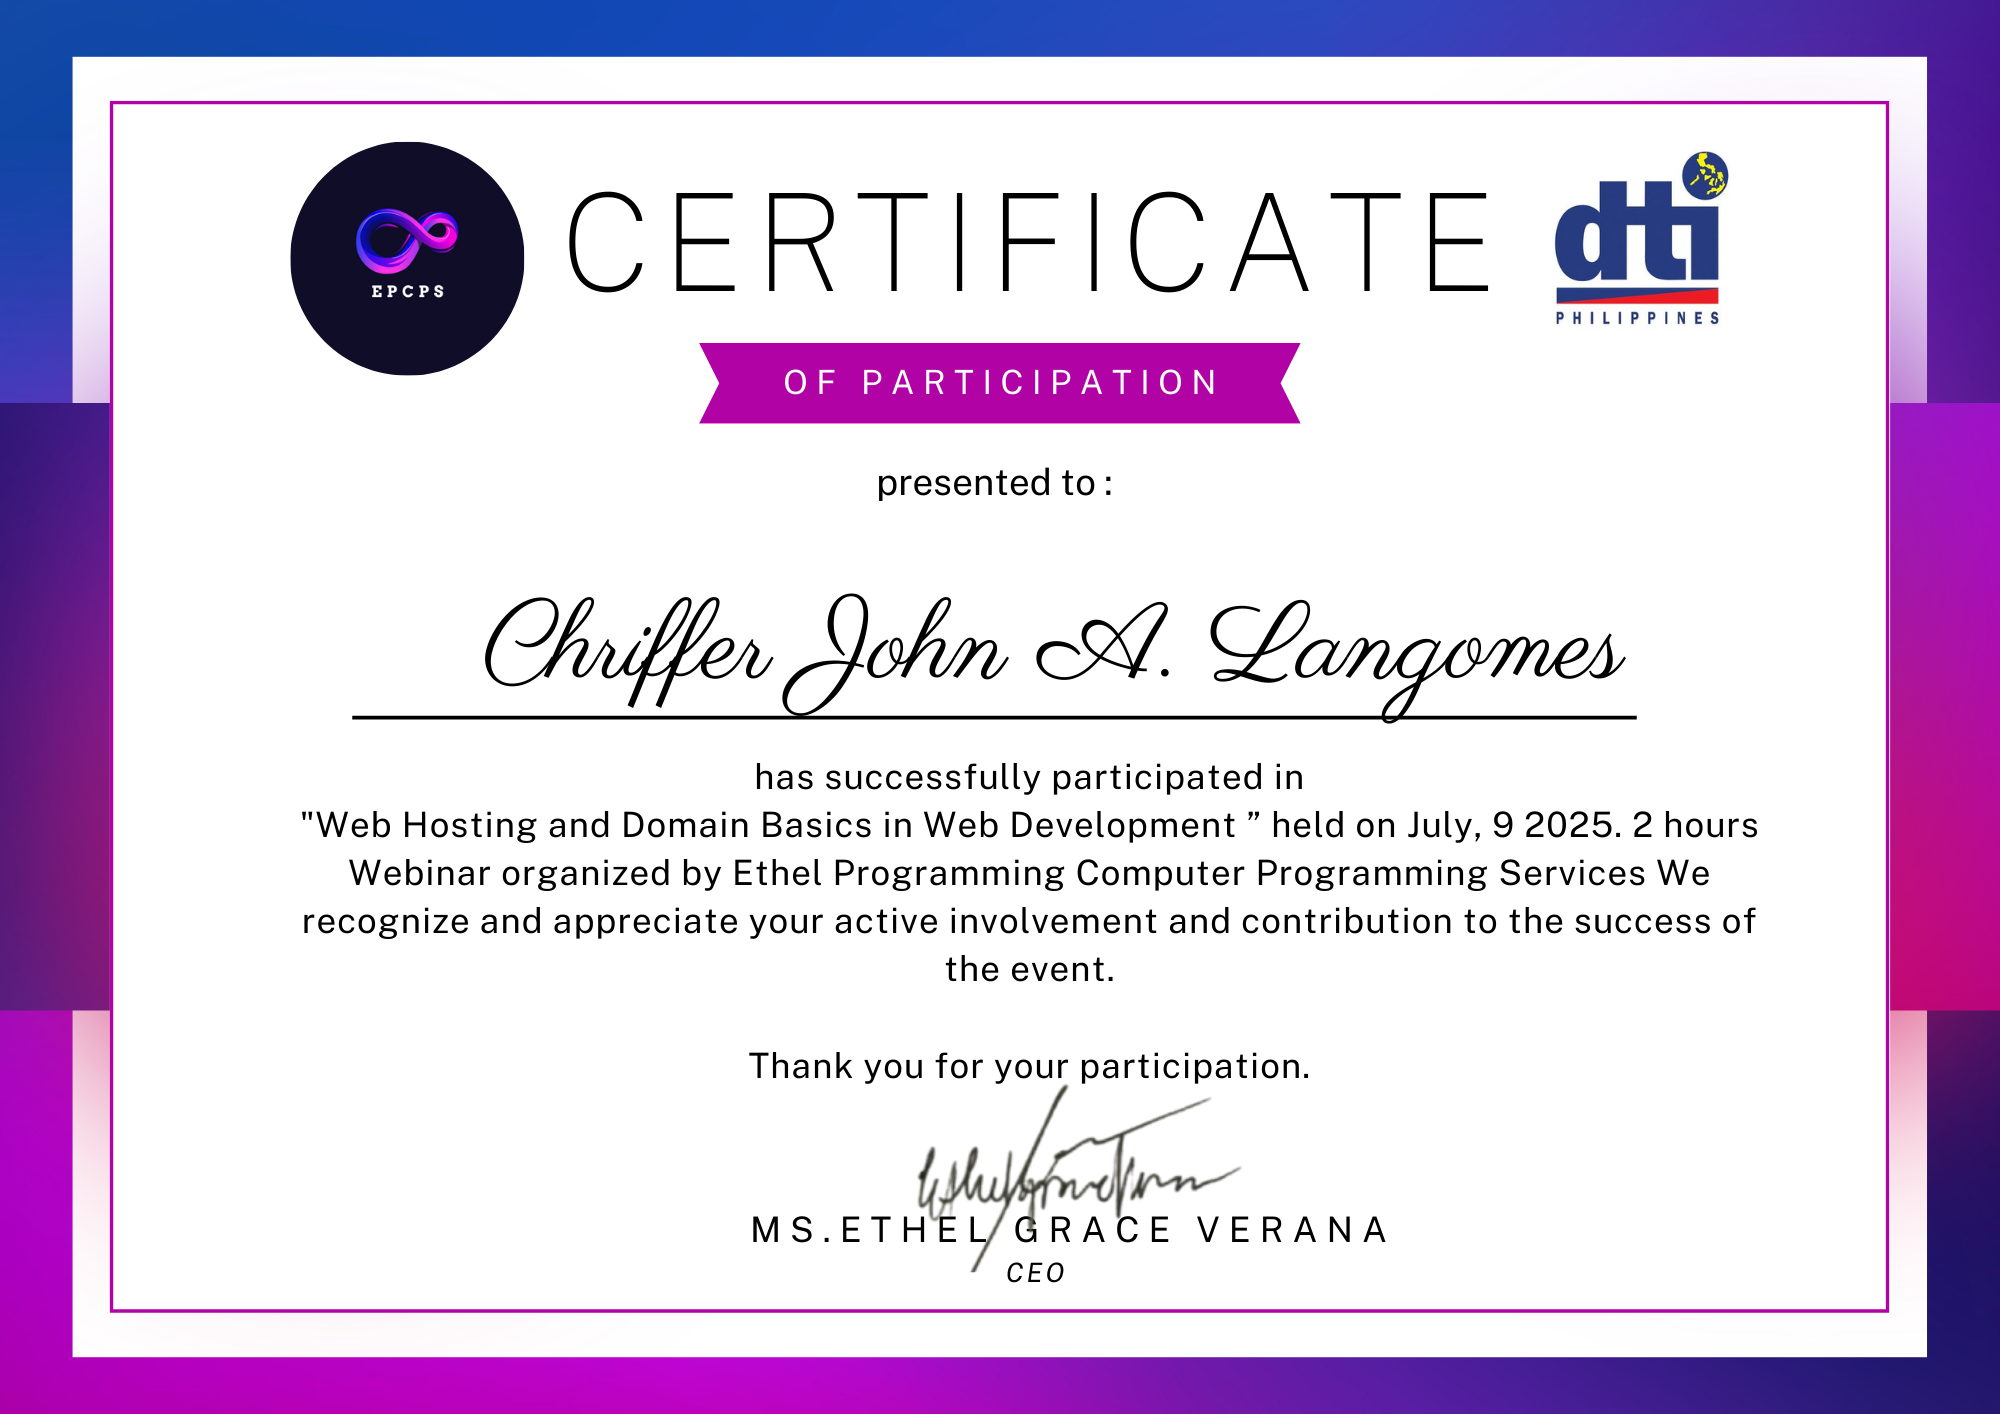 EPCPS
CERTIFICATE
dti
PHILIPPINES
OF PARTICIPATION
presented to :
Chriffer John A. Langomes
has successfully participated in
"Web Hosting and Domain Basics in Web Development ” held on July, 9 2025. 2 hours
Webinar organized by Ethel Programming Computer Programming Services We
recognize and appreciate your active involvement and contribution to the success of
the event.
Thank you for your participation.
MS.ETHEL GRACE VERANA
CEO